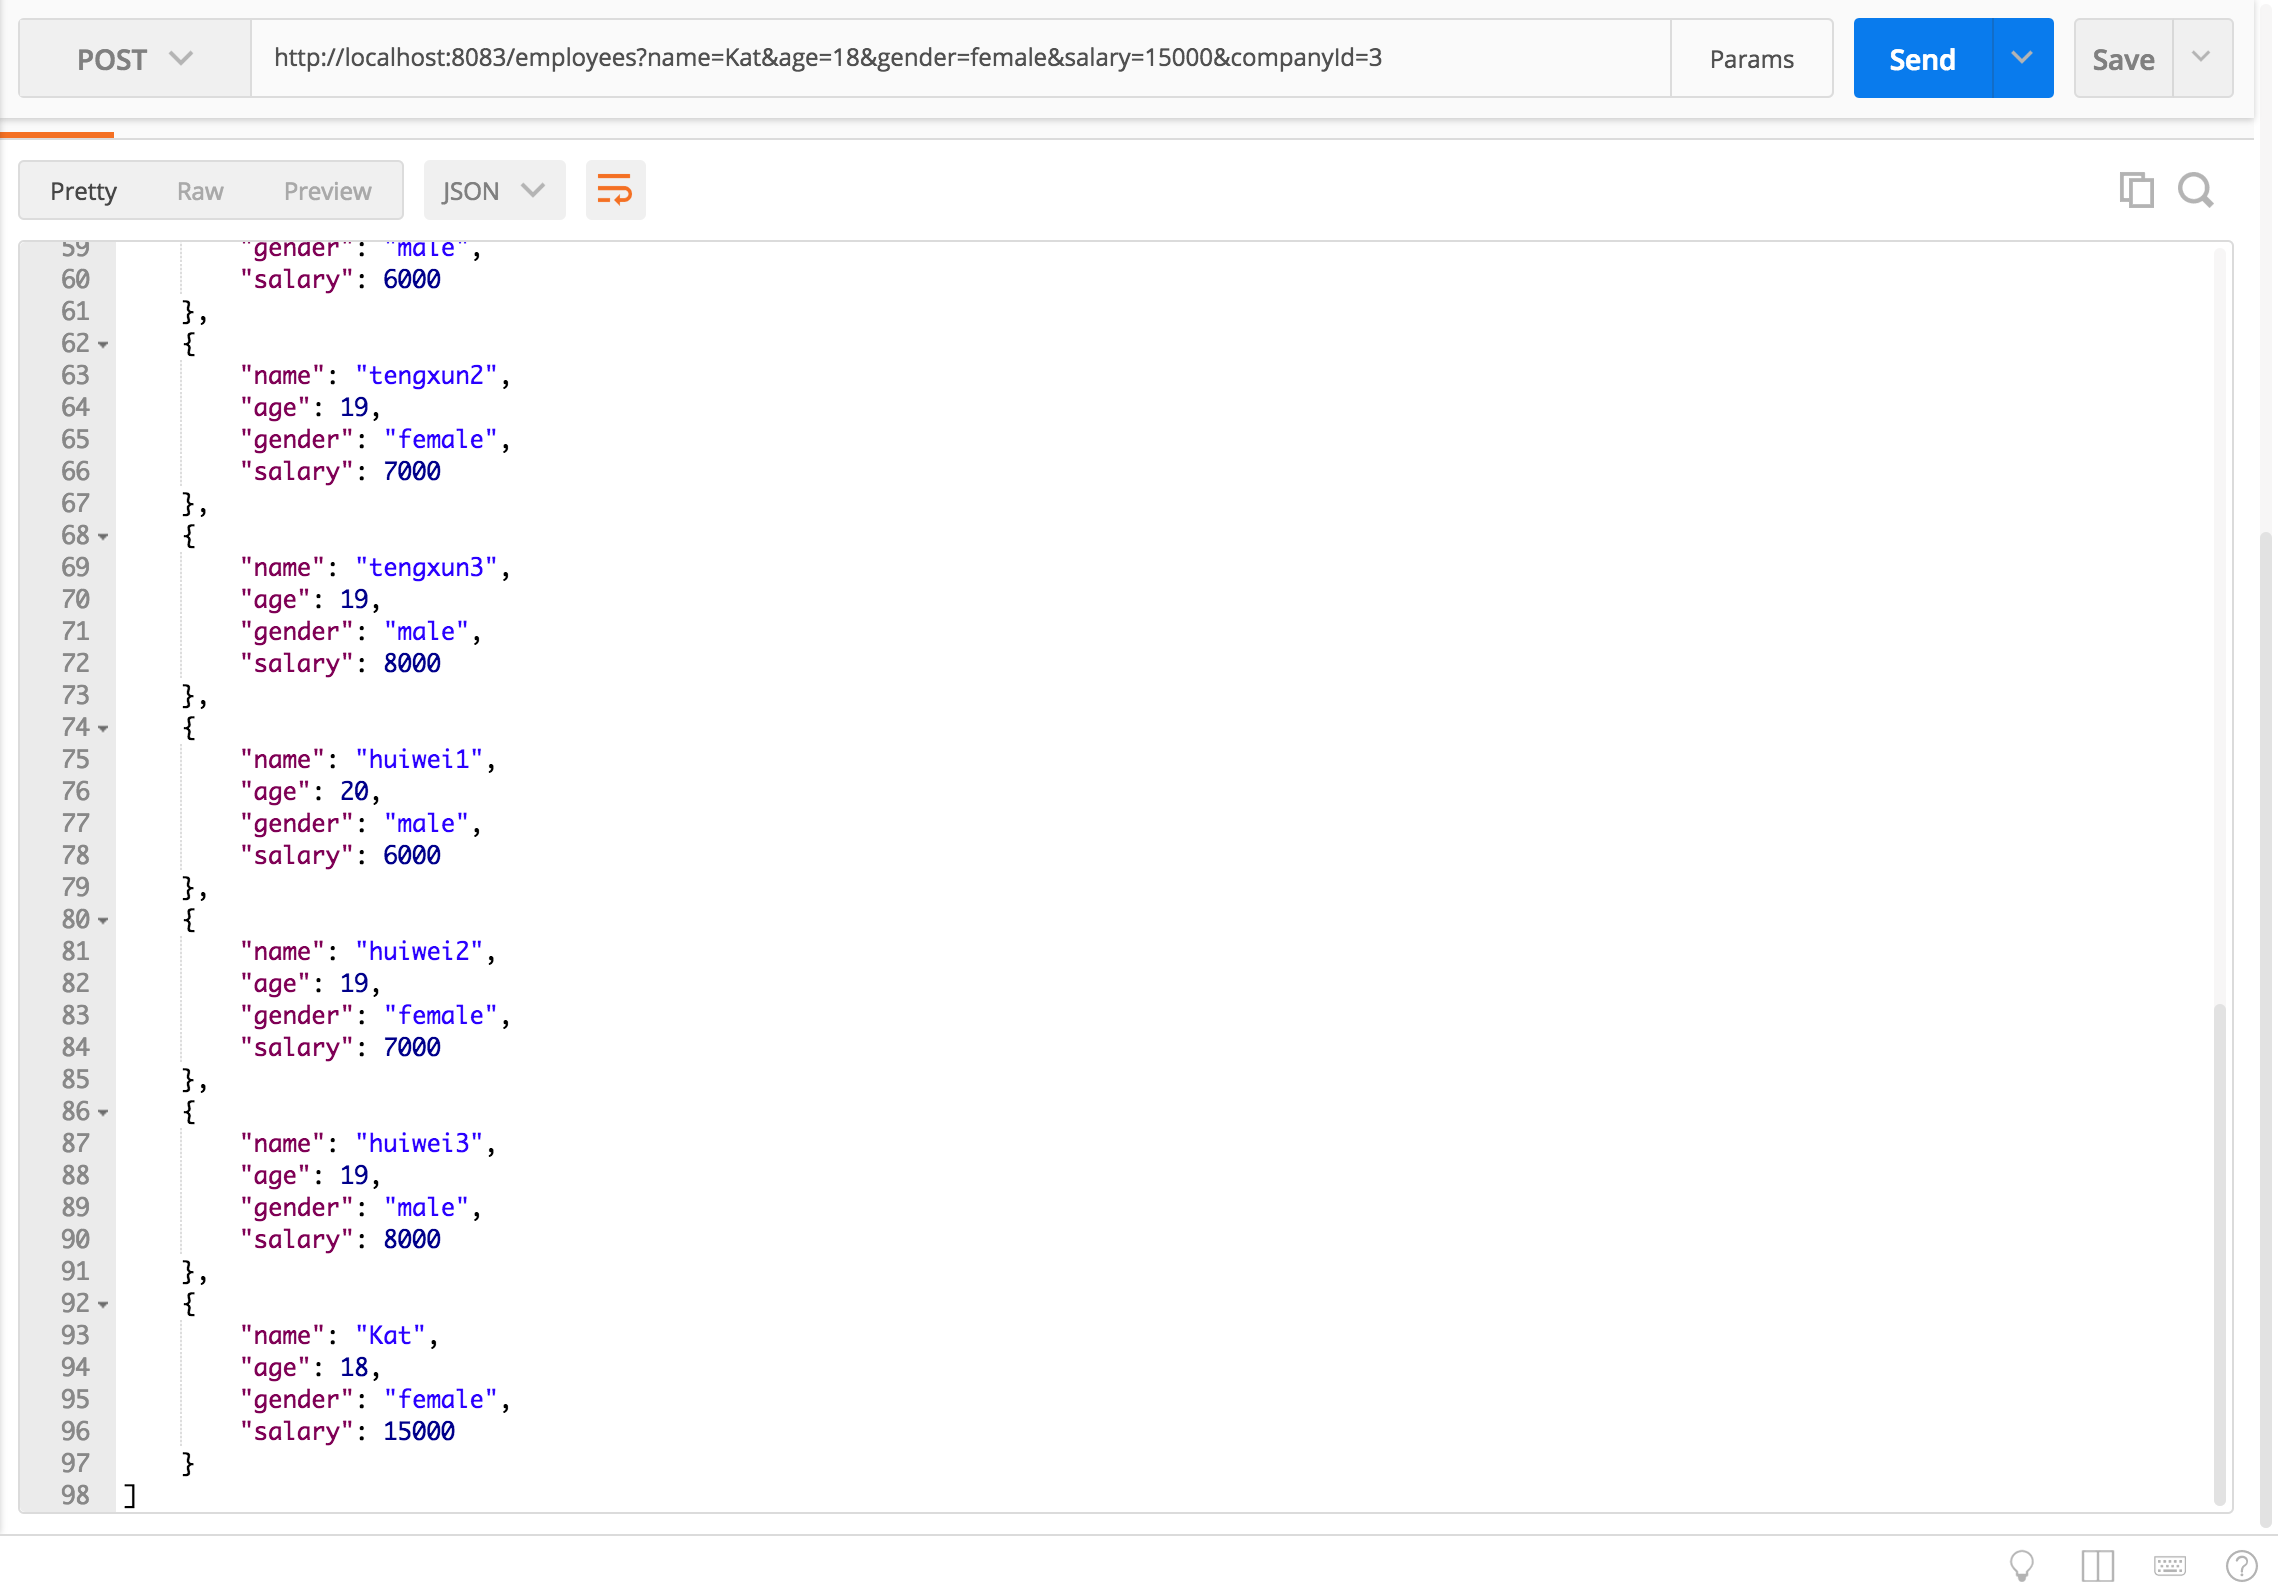 POST http://localhost:8083/employees?name=Kat&age=18&gender=female&salary=15000&companyId=3 Params Send Save
Pretty Raw Preview JSON
59 "gender": "male",
60 "salary": 6000
61 },
62 {
63 "name": "tengxun2",
64 "age": 19,
65 "gender": "female",
66 "salary": 7000
67 },
68 {
69 "name": "tengxun3",
70 "age": 19,
71 "gender": "male",
72 "salary": 8000
73 },
74 {
75 "name": "huiwei1",
76 "age": 20,
77 "gender": "male",
78 "salary": 6000
79 },
80 {
81 "name": "huiwei2",
82 "age": 19,
83 "gender": "female",
84 "salary": 7000
85 },
86 {
87 "name": "huiwei3",
88 "age": 19,
89 "gender": "male",
90 "salary": 8000
91 },
92 {
93 "name": "Kat",
94 "age": 18,
95 "gender": "female",
96 "salary": 15000
97 }
98 ]